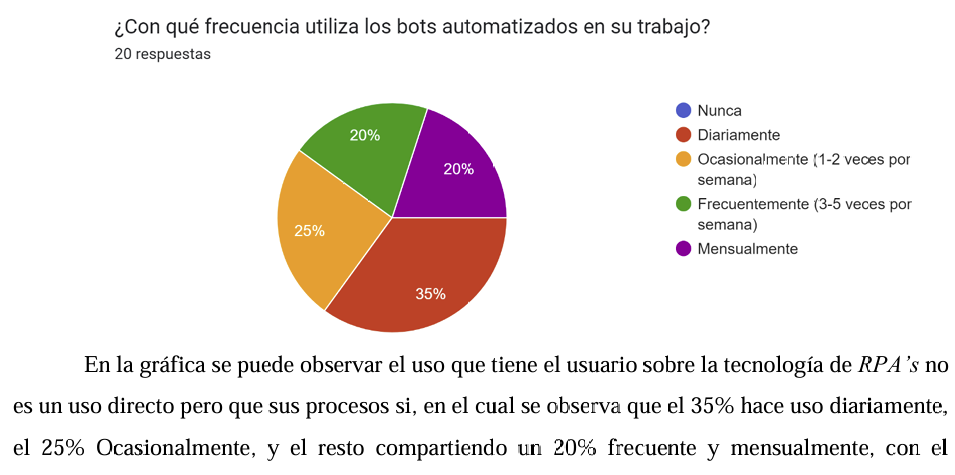 ¿Con qué frecuencia utiliza los bots automatizados en su trabajo?
20 respuestas
20%
20%
25%
35%
Nunca
Diariamente
Ocasionalmente (1-2 veces por
semana)
Frecuentemente (3-5 veces por
semana)
Mensualmente
En la gráfica se puede observar el uso que tiene el usuario sobre la tecnología de RPA's no
es un uso directo pero que sus procesos si, en el cual se observa que el 35% hace uso diariamente,
el 25% Ocasionalmente, y el resto compartiendo un 20% frecuente y mensualmente, con el